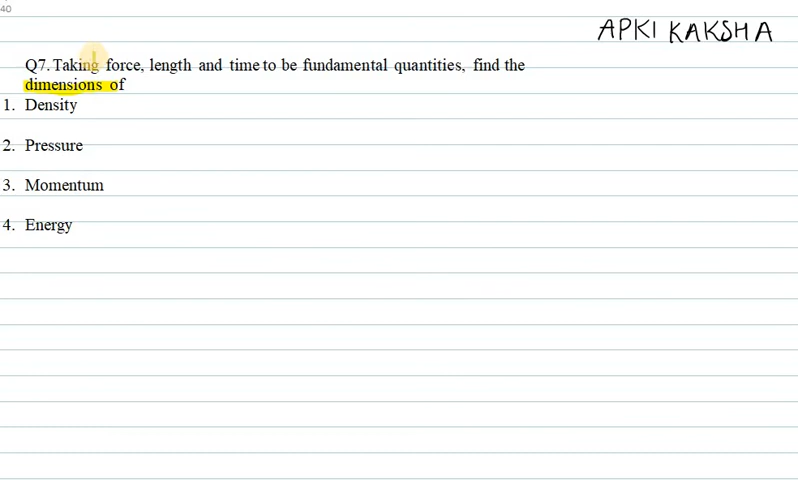 40
APKI KAKSHA
Q7. Taking force, length and time to be fundamental quantities, find the
dimensions of
1. Density
2. Pressure
3. Momentum
4. Energy